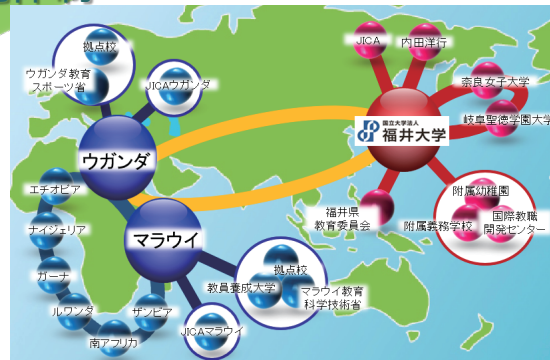 拠点校
ウガンダ教育
スポーツ省
JICAウガンダ
ウガンダ
JICA
内田洋行
奈良女子大学
岐阜聖徳学園大学
国立大学法人
福井大学
エチオピア
ナイジェリア
ガーナ
ルワンダ
南アフリカ
ザンビア
マラウイ
福井県
教育委員会
附属幼稚園
附属義務学校
国際教職
開発センター
拠点校
教員養成大学
マラウイ教育
科学技術省
JICAマラウイ